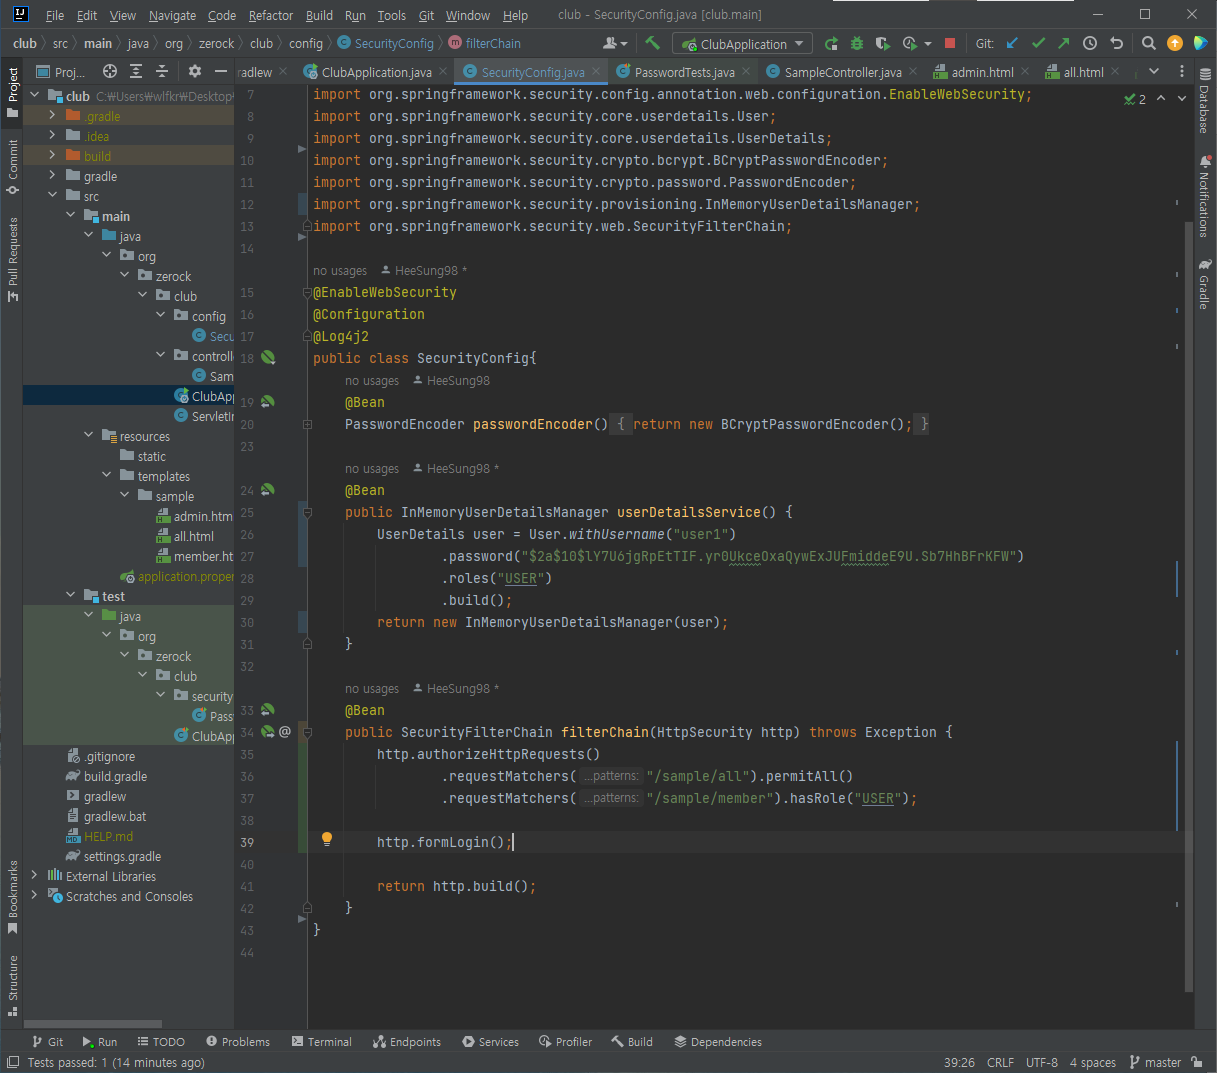 File Edit View Navigate Code Refactor Build Run Tools Git Window Help club - SecurityConfig.java [club.main]
club src main java org zerock club config SecurityConfig filterChain ClubApplication Git:
Proj... radlew ClubApplication.java SecurityConfig.java PasswordTests.java SampleController.java admin.html all.html
Project
Commit
Pull Requests
Bookmarks
Structure
club C:₩Users₩wlfkr₩Desktop₩
.gradle
.idea
build
gradle
src
main
java
org
zerock
club
config
Secu
controlle
Sam
ClubApp
ServletIn
resources
static
templates
sample
admin.htm
all.html
member.ht
application.proper
test
java
org
zerock
club
security
Pass
ClubApp
.gitignore
build.gradle
gradlew
gradlew.bat
HELP.md
settings.gradle
External Libraries
Scratches and Consoles
2
7 import org.springframework.security.config.annotation.web.configuration.EnableWebSecurity;
8 import org.springframework.security.core.userdetails.User;
9 import org.springframework.security.core.userdetails.UserDetails;
10 import org.springframework.security.crypto.bcrypt.BCryptPasswordEncoder;
11 import org.springframework.security.crypto.password.PasswordEncoder;
12 import org.springframework.security.provisioning.InMemoryUserDetailsManager;
13 import org.springframework.security.web.SecurityFilterChain;
14
no usages HeeSung98 *
15 @EnableWebSecurity
16 @Configuration
17 @Log4j2
18 public class SecurityConfig{
no usages HeeSung98
19 @Bean
20 PasswordEncoder passwordEncoder() { return new BCryptPasswordEncoder(); }
23
no usages HeeSung98 *
24 @Bean
25 public InMemoryUserDetailsManager userDetailsService() {
26 UserDetails user = User.withUsername("user1")
27 .password("$2a$10$lY7U6jgRpEtTIF.yr0UkceOxaQywExJUFmiddeE9U.Sb7HhBFrKFW")
28 .roles("USER")
29 .build();
30 return new InMemoryUserDetailsManager(user);
31 }
32
no usages HeeSung98 *
33 @Bean
34 @ public SecurityFilterChain filterChain(HttpSecurity http) throws Exception {
35 http.authorizeHttpRequests()
36 .requestMatchers( ...patterns: "/sample/all").permitAll()
37 .requestMatchers( ...patterns: "/sample/member").hasRole("USER");
38
39 http.formLogin();
40
41 return http.build();
42 }
43 }
44
Database
Notifications
Gradle
Git Run TODO Problems Terminal Endpoints Services Profiler Build Dependencies
Tests passed: 1 (14 minutes ago) 39:26 CRLF UTF-8 4 spaces master